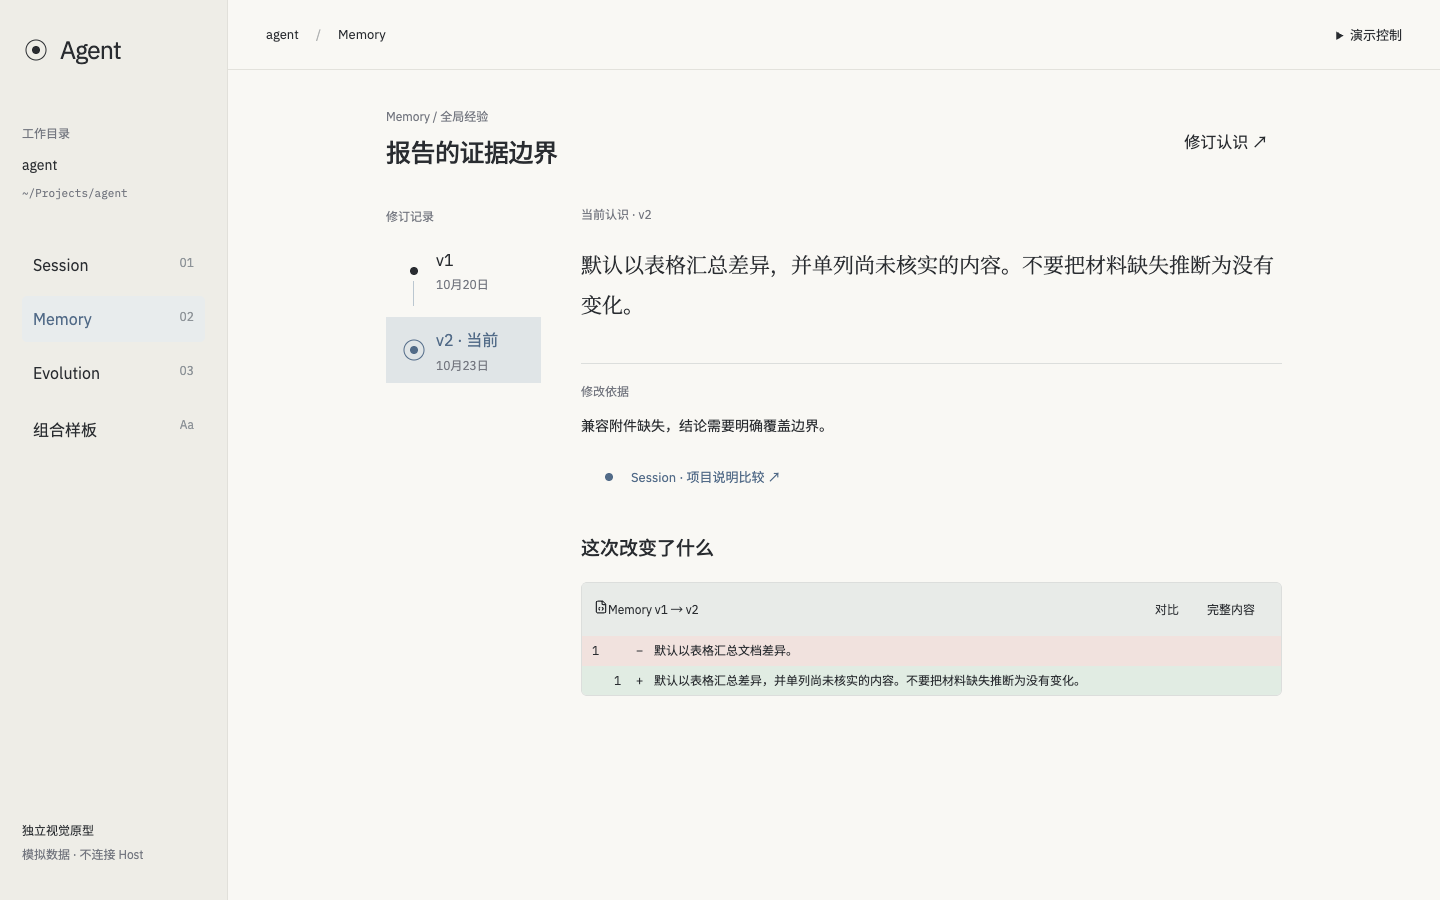 Agent
工作目录
agent
~/Projects/agent
Session 01
Memory 02
Evolution 03
组合样板 Aa
独立视觉原型
模拟数据 · 不连接 Host
agent / Memory
▶ 演示控制
Memory / 全局经验
报告的证据边界
修订认识 ↗
修订记录
v1
10月20日
v2 · 当前
10月23日
当前认识 · v2
默认以表格汇总差异，并单列尚未核实的内容。不要把材料缺失推断为没有
变化。
修改依据
兼容附件缺失，结论需要明确覆盖边界。
Session · 项目说明比较 ↗
这次改变了什么
Memory v1 → v2 对比 完整内容
1 − 默认以表格汇总文档差异。
1 + 默认以表格汇总差异，并单列尚未核实的内容。不要把材料缺失推断为没有变化。